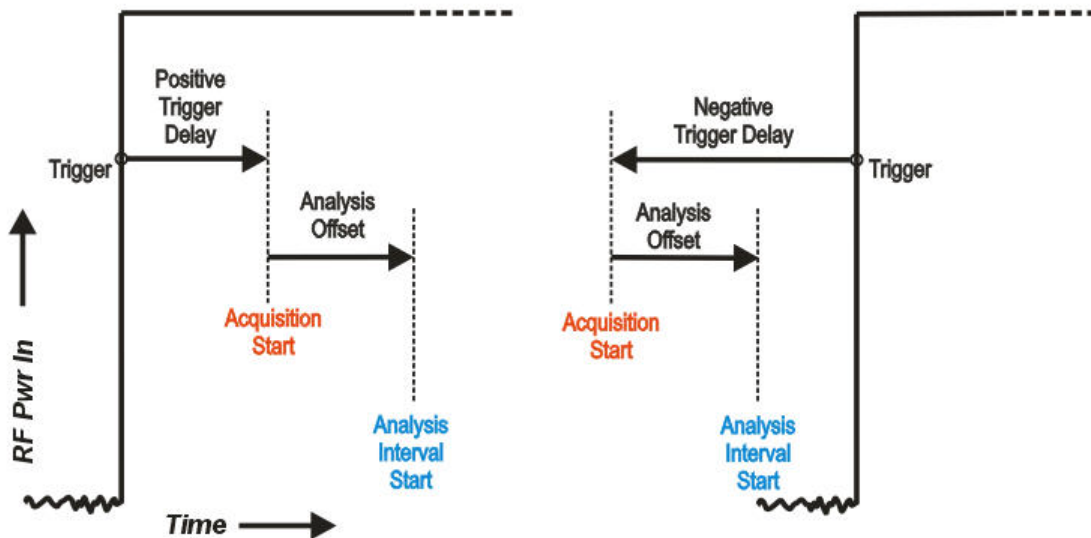 Positive
Trigger
Delay
Trigger
Analysis
Offset
Acquisition
Start
Analysis
Interval
Start
RF Pwr In
Time
Negative
Trigger Delay
Trigger
Analysis
Offset
Acquisition
Start
Analysis
Interval
Start